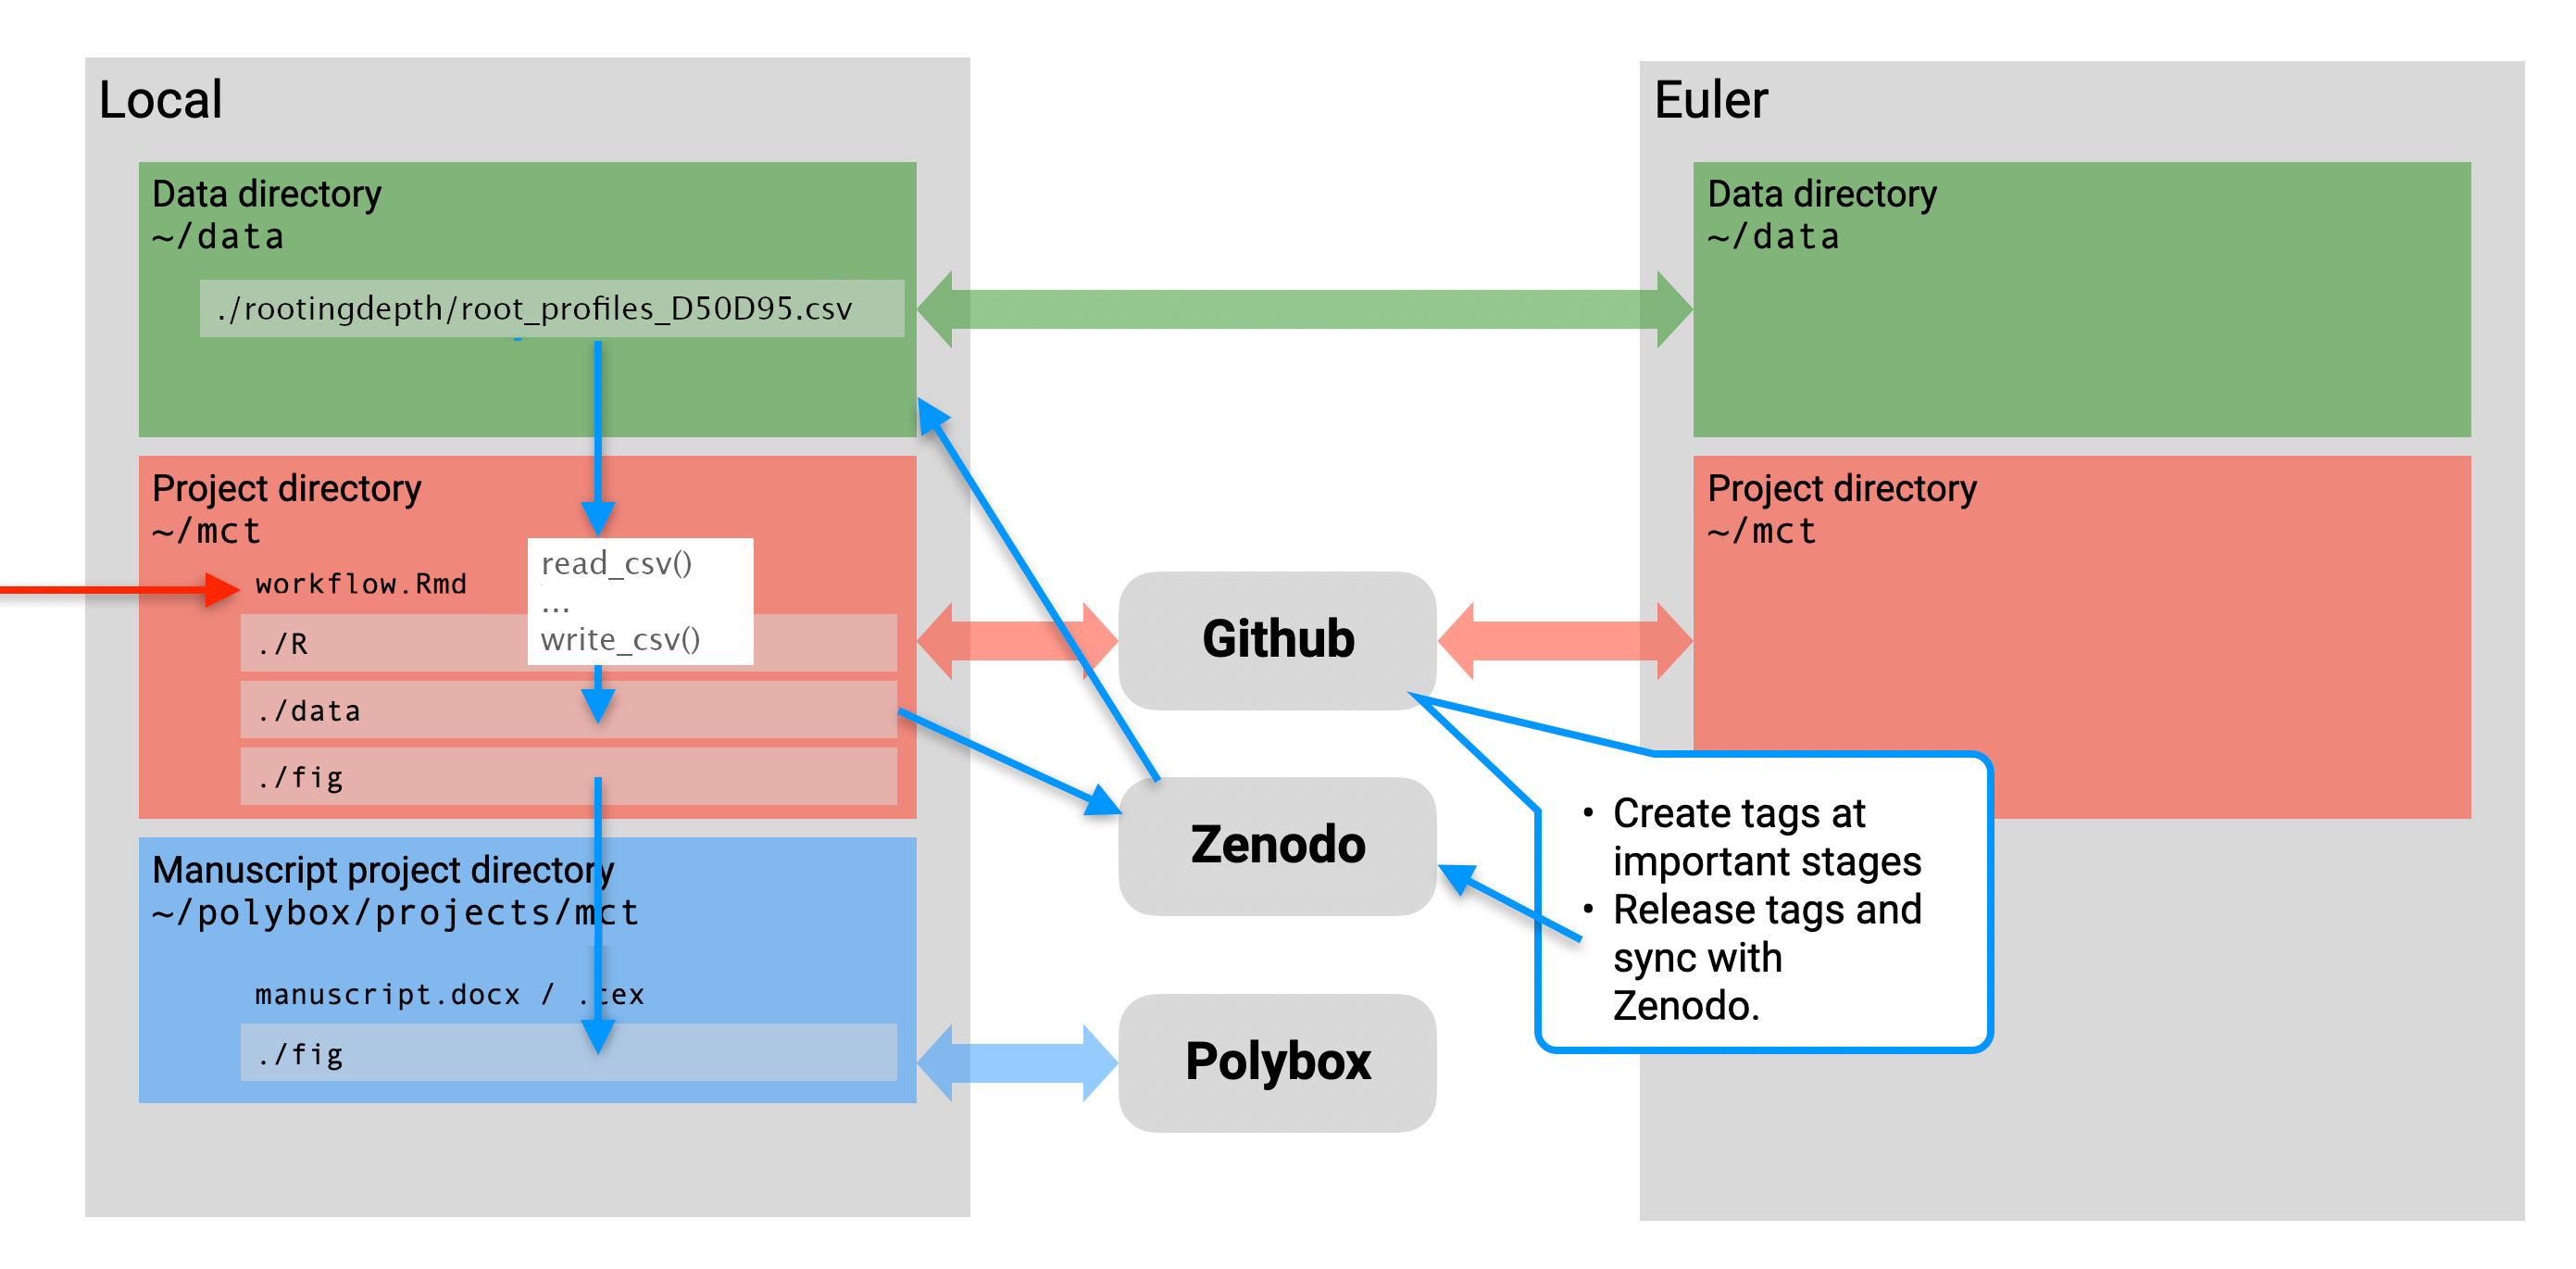 Local
Data directory
~/data
./rootingdepth/root_profiles_D50D95.csv
Project directory
~/mct
workflow.Rmd
read_csv()
...
write_csv()
./R
./data
./fig
Manuscript project directory
~/polybox/projects/mct
manuscript.docx / .tex
./fig
Github
Zenodo
Polybox
• Create tags at
important stages
• Release tags and
sync with
Zenodo.
Euler
Data directory
~/data
Project directory
~/mct